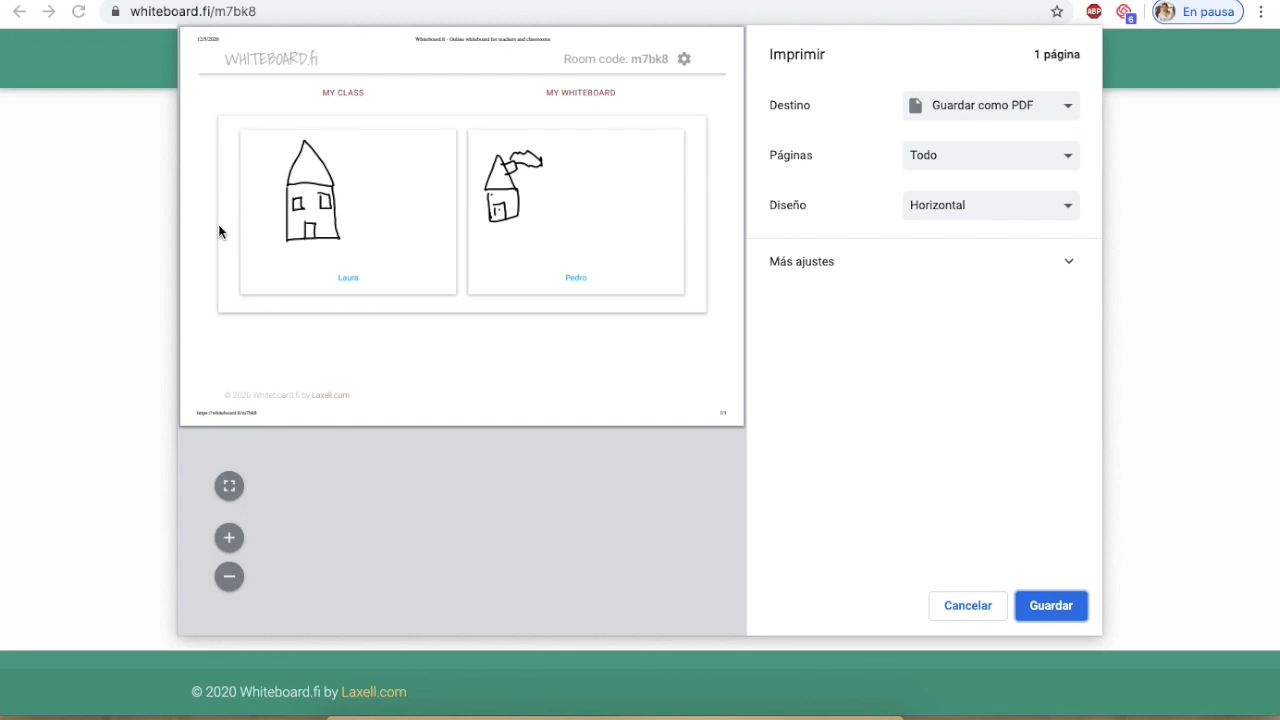 whiteboard.fi/m7bk8
ABP
6
En pausa
12/5/2020
Whiteboard.fi - Online whiteboard for teachers and classrooms
WHITEBOARD.fi
Room code: m7bk8
MY CLASS
MY WHITEBOARD
Laura
Pedro
© 2020 Whiteboard.fi by Laxell.com
https://whiteboard.fi/m7bk8
1/1
Imprimir
1 página
Destino
Guardar como PDF
Páginas
Todo
Diseño
Horizontal
Más ajustes
Cancelar
Guardar
© 2020 Whiteboard.fi by Laxell.com